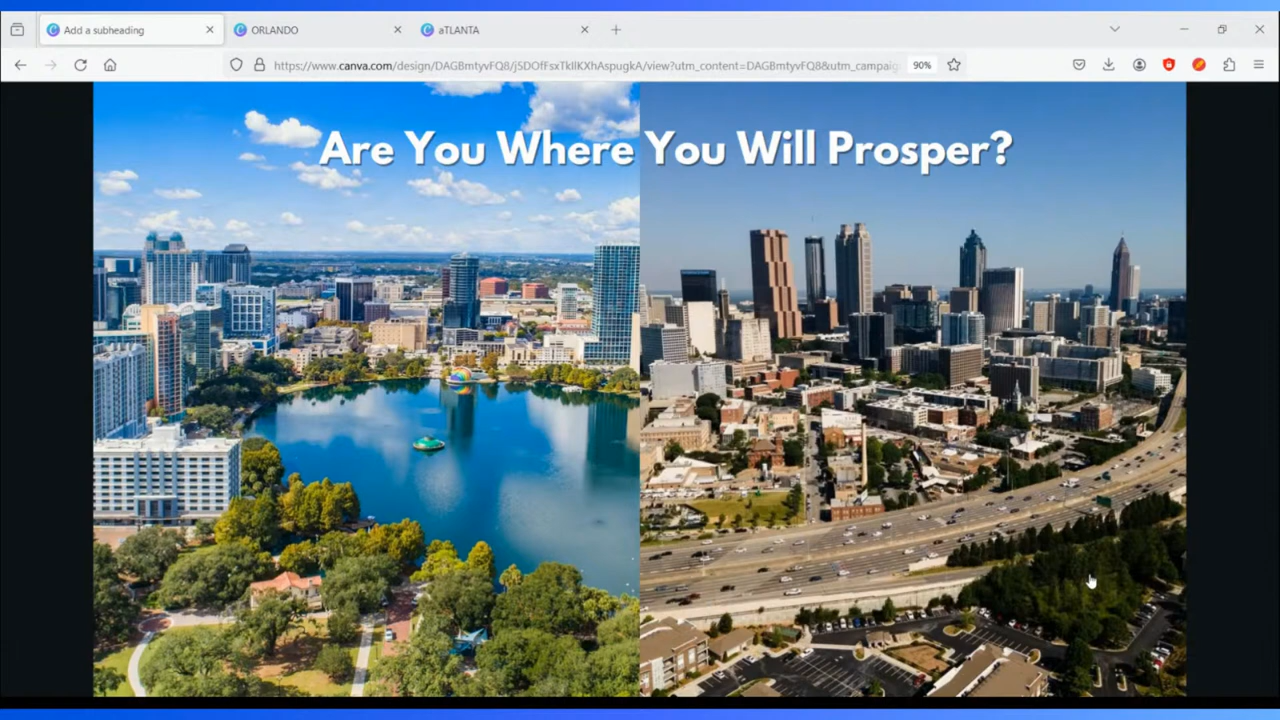 Add a subheading
ORLANDO
aTLANTA
https://www.canva.com/design/DAGBmtyvFQ8/j5DOfFsxTkllKXhAspugkA/view?utm_content=DAGBmtyvFQ8&utm_campaig
90%
Are You Where You Will Prosper?